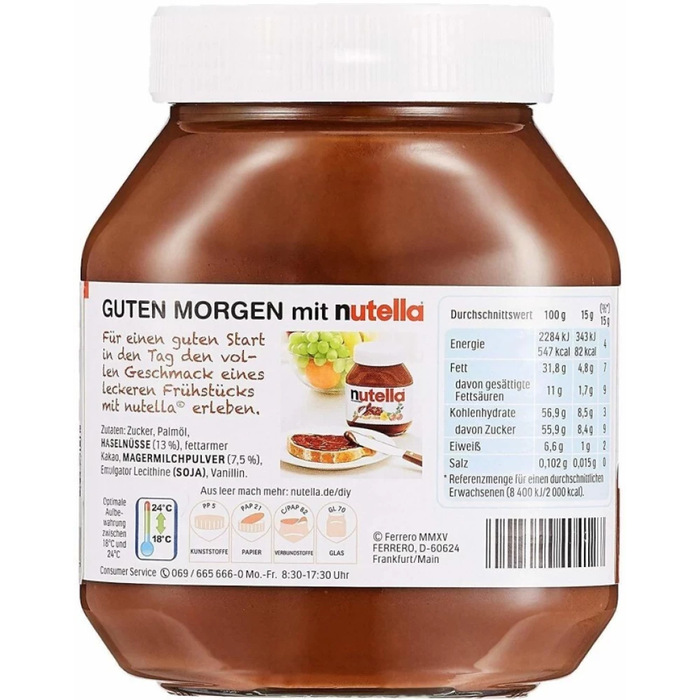 GUTEN MORGEN mit nutella
Für einen guten Start
in den Tag den vol-
len Geschmack eines
leckeren Frühstücks
mit nutella® erleben.
Zutaten: Zucker, Palmöl,
HASELNÜSSE (13 %), fettarmer
Kakao, MAGERMILCHPULVER (7,5 %),
Emulgator Lecithine (SOJA), Vanillin.
nutella
Aus leer mach mehr: nutella.de/diy
Optimale
Aufbe-
wahrung
zwischen
18°C und
24°C
24°C
18°C
PP 5
KUNSTSTOFFE
PAP 21
PAPIER
C/PAP 82
VERBUNDSTOFFE
GL 70
GLAS
Consumer Service 069 / 665 666-0 Mo.-Fr. 8:30-17:30 Uhr
Durchschnittswert 100 g 15 g (%*) 15 g
Energie 2284 kJ 343 kJ 4
547 kcal 82 kcal
Fett 31,8 g 4,8 g 7
davon gesättigte
Fettsäuren 11 g 1,7 g 9
Kohlenhydrate 56,9 g 8,5 g 3
davon Zucker 55,9 g 8,4 g 9
Eiweiß 6,6 g 1 g 2
Salz 0,102 g 0,015 g 0
* Referenzmenge für einen durchschnittlichen
Erwachsenen (8 400 kJ/2 000 kcal).
© Ferrero MMXV
FERRERO, D-60624
Frankfurt/Main